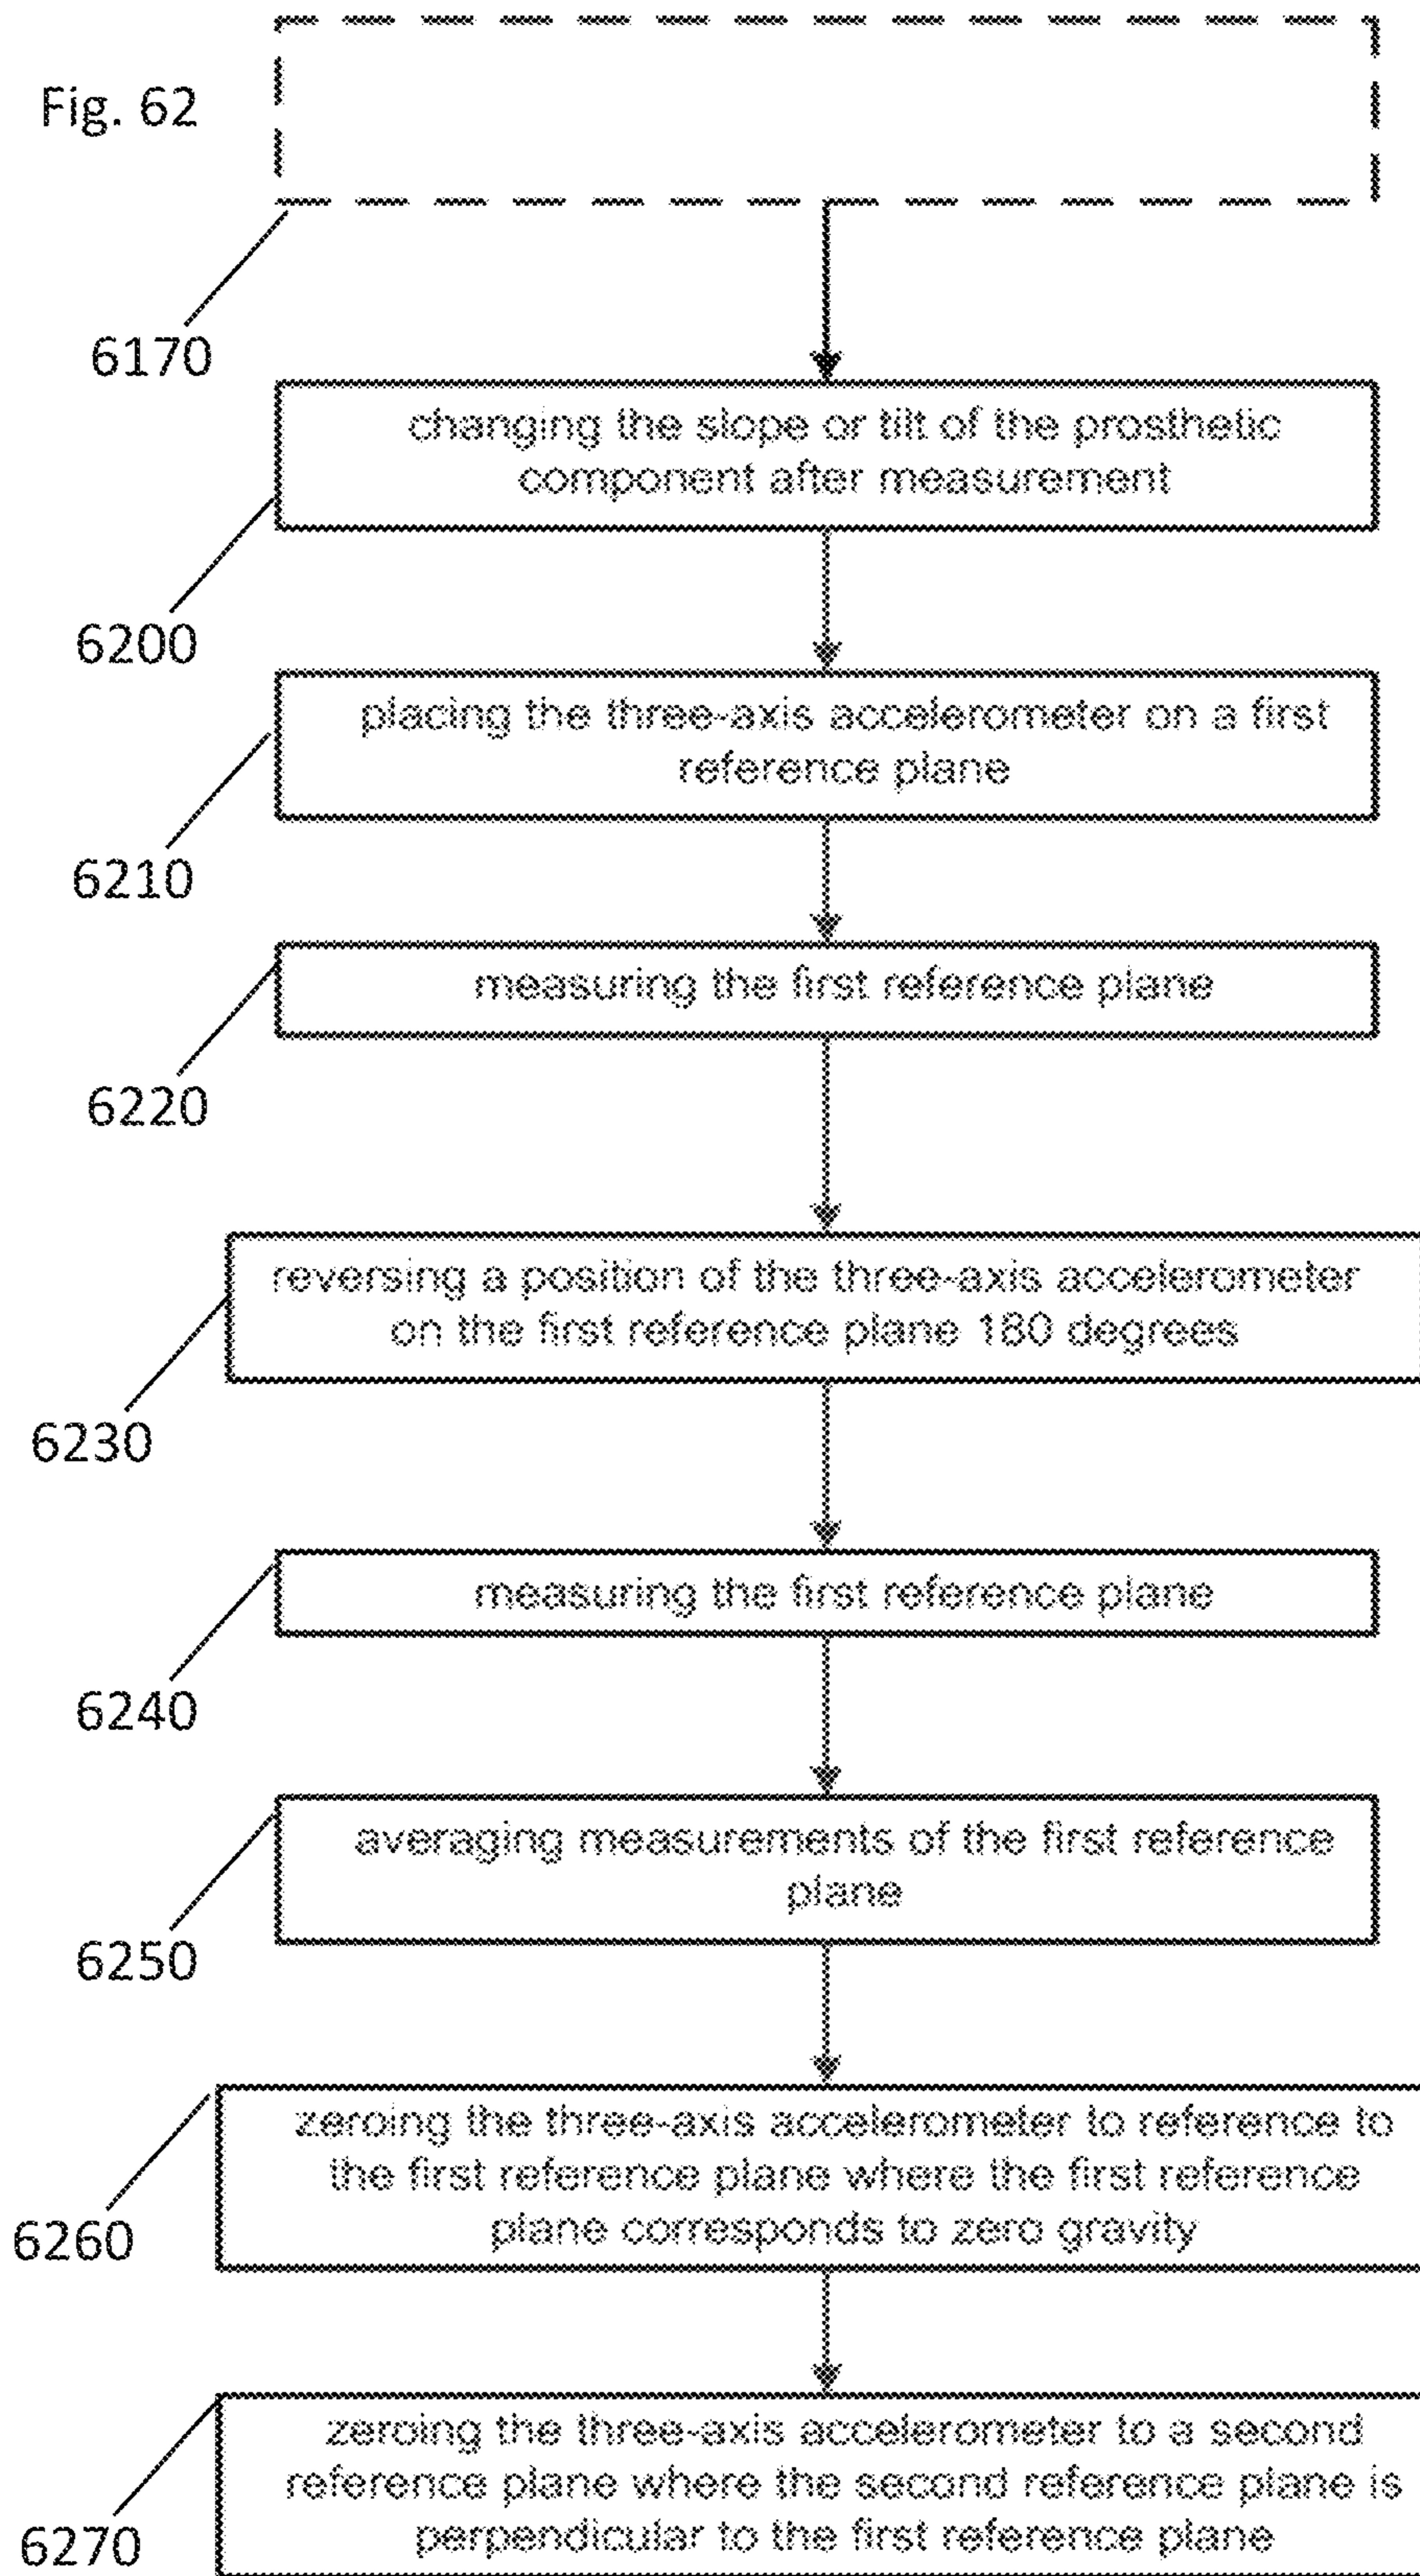 Fig. 62
6170
changing the slope or tilt of the prosthetic
component after measurement
6200
placing the three-axis accelerometer on a first
reference plane
6210
measuring the first reference plane
6220
reversing a position of the three-axis accelerometer
on the first reference plane 180 degrees
6230
measuring the first reference plane
6240
averaging measurements of the first reference
plane
6250
zeroing the three-axis accelerometer to reference to
the first reference plane where the first reference
plane corresponds to zero gravity
6260
zeroing the three-axis accelerometer to a second
reference plane where the second reference plane is
perpendicular to the first reference plane
6270